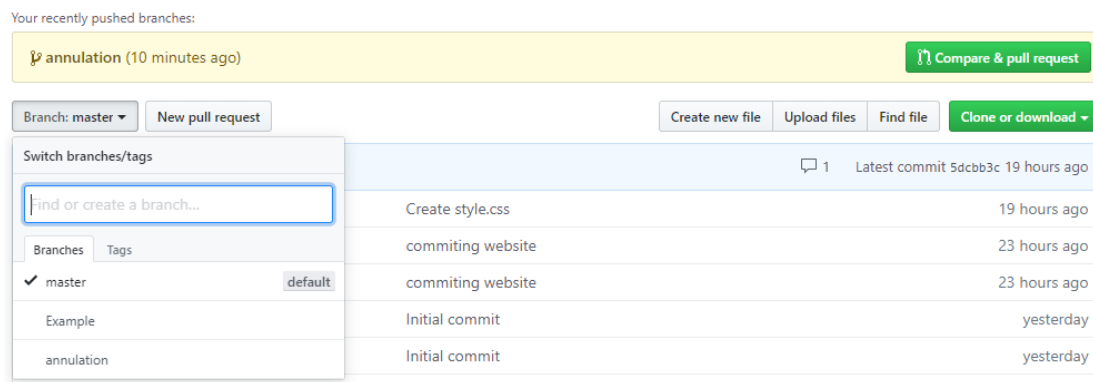 Your recently pushed branches:
annulation (10 minutes ago)
Compare & pull request
Branch: master
New pull request
Create new file
Upload files
Find file
Clone or download
Switch branches/tags
1
Latest commit 5dcbb3c 19 hours ago
Find or create a branch...
Create style.css
19 hours ago
Branches
Tags
commiting website
23 hours ago
master
default
commiting website
23 hours ago
Example
Initial commit
yesterday
annulation
Initial commit
yesterday